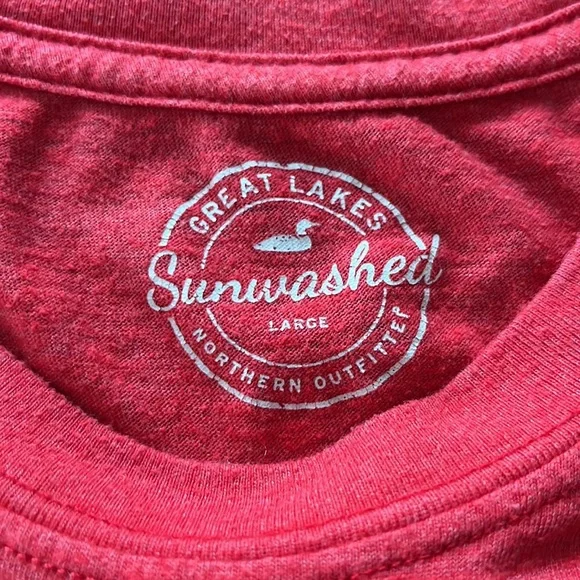 GREAT LAKES
Sunwashed
LARGE
NORTHERN OUTFITTER